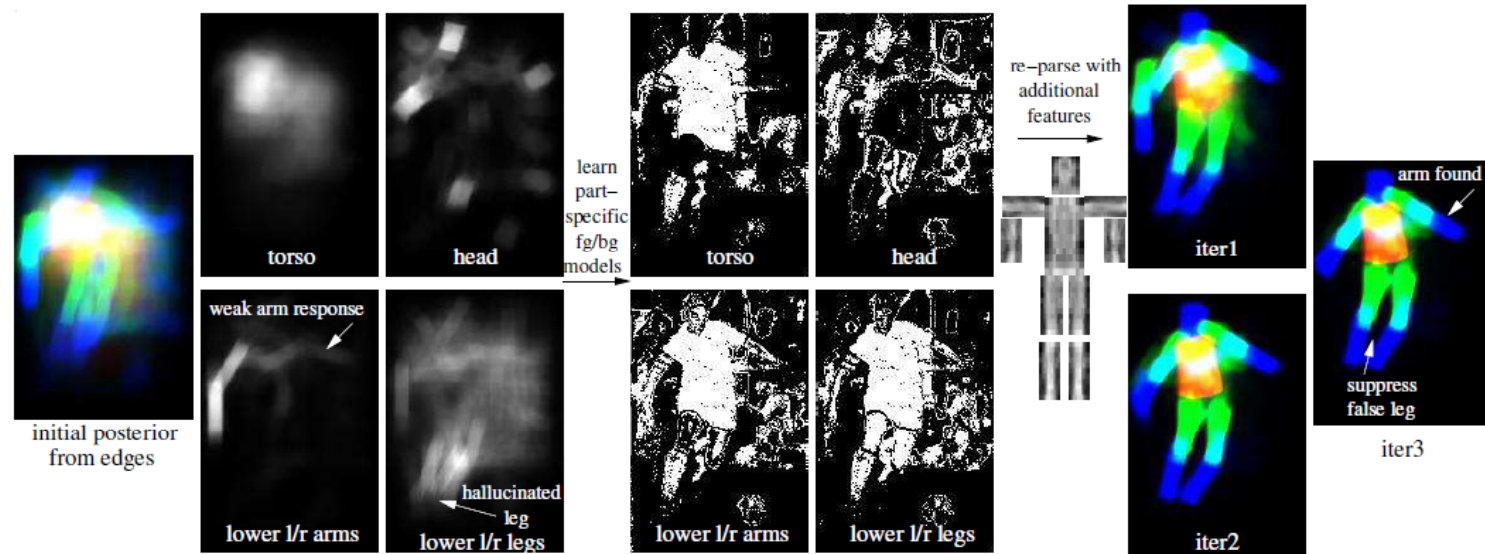 initial posterior
from edges
torso
head
weak arm response
lower l/r arms
hallucinated
leg
lower l/r legs
learn
part-
specific
fg/bg
models
torso
head
lower l/r arms
lower l/r legs
re-parse with
additional
features
iter1
iter2
arm found
suppress
false leg
iter3